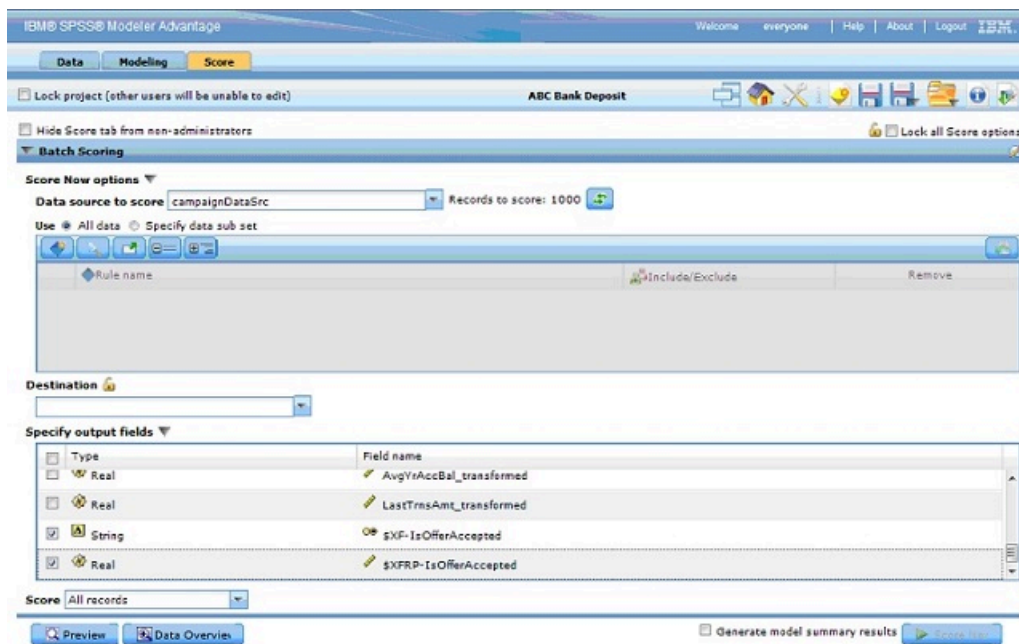 IBM® SPSS® Modeler Advantage
Welcome everyone | Help | About | Logout IBM.
Data Modeling Score
Lock project (other users will be unable to edit) ABC Bank Deposit
Hide Score tab from non-administrators Lock all Score options
Batch Scoring
Score Now options
Data source to score campaignDataSrc Records to score: 1000
Use All data Specify data sub set
Rule name Include/Exclude Remove
Destination
Specify output fields
Type Field name
Real AvgYrAccBal_transformed
Real LastTrnsAmt_transformed
String $XF-IsOfferAccepted
Real $XFRP-IsOfferAccepted
Score All records
Preview Data Overview Generate model summary results Score